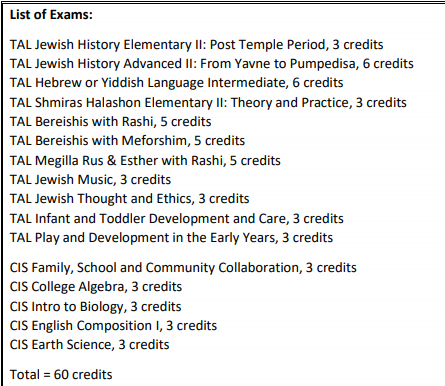 List of Exams:
TAL Jewish History Elementary II: Post Temple Period, 3 credits
TAL Jewish History Advanced II: From Yavne to Pumpedisa, 6 credits
TAL Hebrew or Yiddish Language Intermediate, 6 credits
TAL Shmiras Halashon Elementary II: Theory and Practice, 3 credits
TAL Bereishis with Rashi, 5 credits
TAL Bereishis with Meforshim, 5 credits
TAL Megilla Rus & Esther with Rashi, 5 credits
TAL Jewish Music, 3 credits
TAL Jewish Thought and Ethics, 3 credits
TAL Infant and Toddler Development and Care, 3 credits
TAL Play and Development in the Early Years, 3 credits
CIS Family, School and Community Collaboration, 3 credits
CIS College Algebra, 3 credits
CIS Intro to Biology, 3 credits
CIS English Composition I, 3 credits
CIS Earth Science, 3 credits
Total = 60 credits